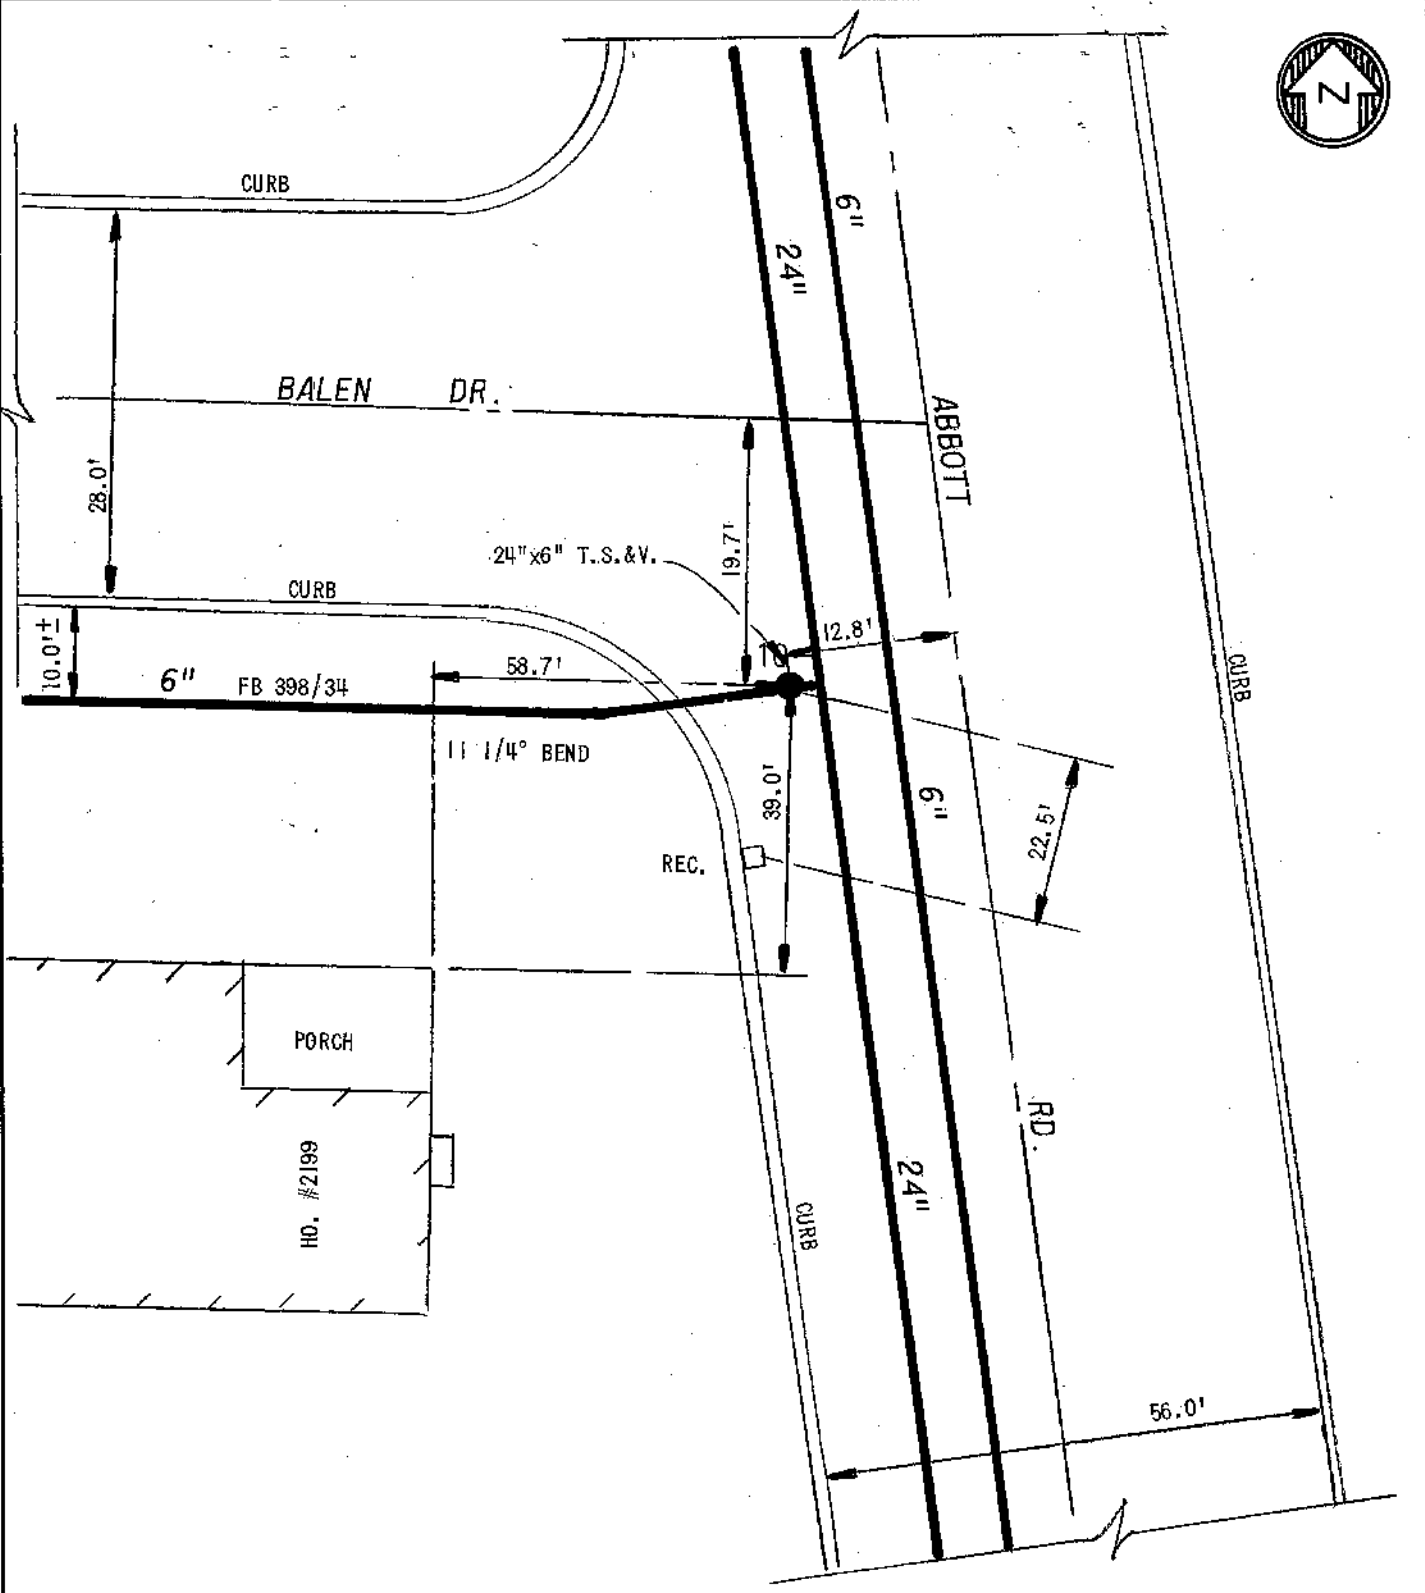 N
CURB
6"
24"
BALEN DR.
ABBOTT
28.0'
19.7'
24"x6" T.S.&V.
CURB
10.0'±
12.8'
10
58.7'
6"
FB 398/34
CURB
11 1/4° BEND
39.0'
6"
22.5'
REC.
PORCH
RD.
HO. #2199
24"
CURB
56.0'